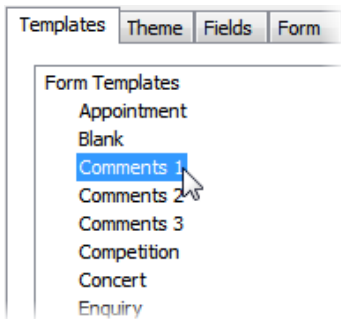 Templates Theme Fields Form
Form Templates
Appointment
Blank
Comments 1
Comments 2
Comments 3
Competition
Concert
Enquiry